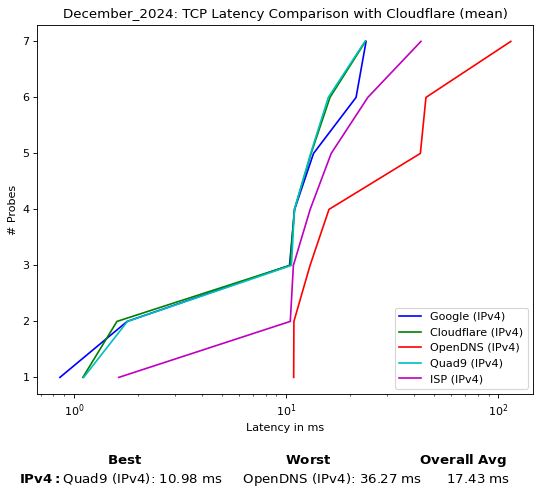 December_2024: TCP Latency Comparison with Cloudflare (mean)
7
6
5
4
3
2
1
# Probes
10⁰
10¹
10²
Latency in ms
Google (IPv4)
Cloudflare (IPv4)
OpenDNS (IPv4)
Quad9 (IPv4)
ISP (IPv4)
Best Worst Overall Avg
IPv4: Quad9 (IPv4): 10.98 ms OpenDNS (IPv4): 36.27 ms 17.43 ms